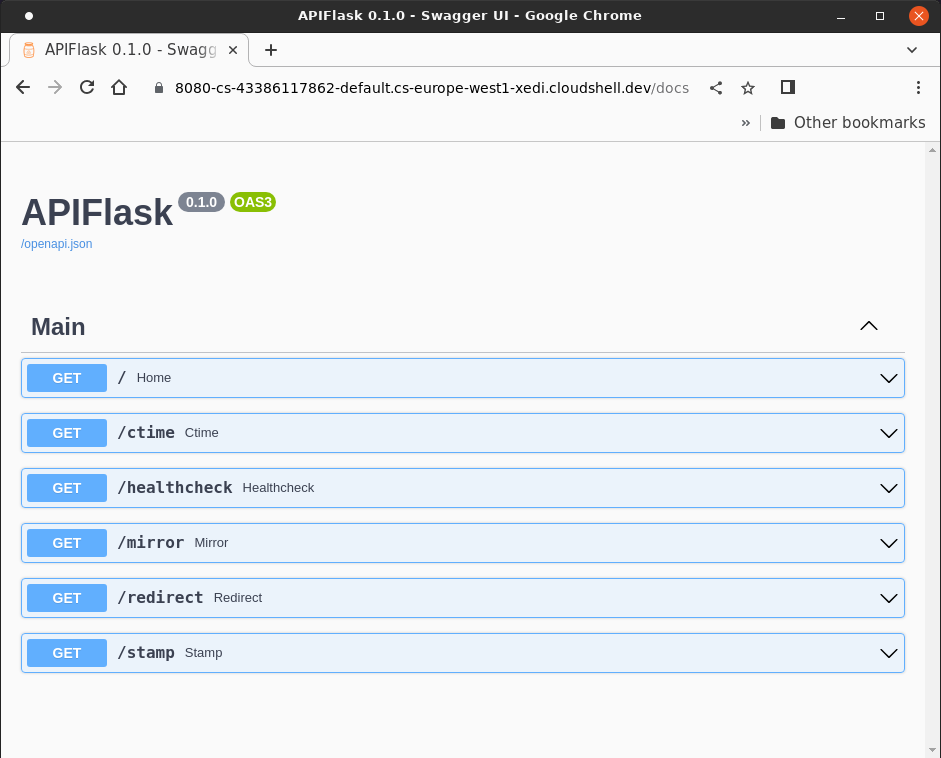 APIFlask 0.1.0 - Swagger UI - Google Chrome
APIFlask 0.1.0 - Swagg
8080-cs-43386117862-default.cs-europe-west1-xedi.cloudshell.dev/docs
» Other bookmarks
APIFlask 0.1.0 OAS3
/openapi.json
Main
GET / Home
GET /ctime Ctime
GET /healthcheck Healthcheck
GET /mirror Mirror
GET /redirect Redirect
GET /stamp Stamp